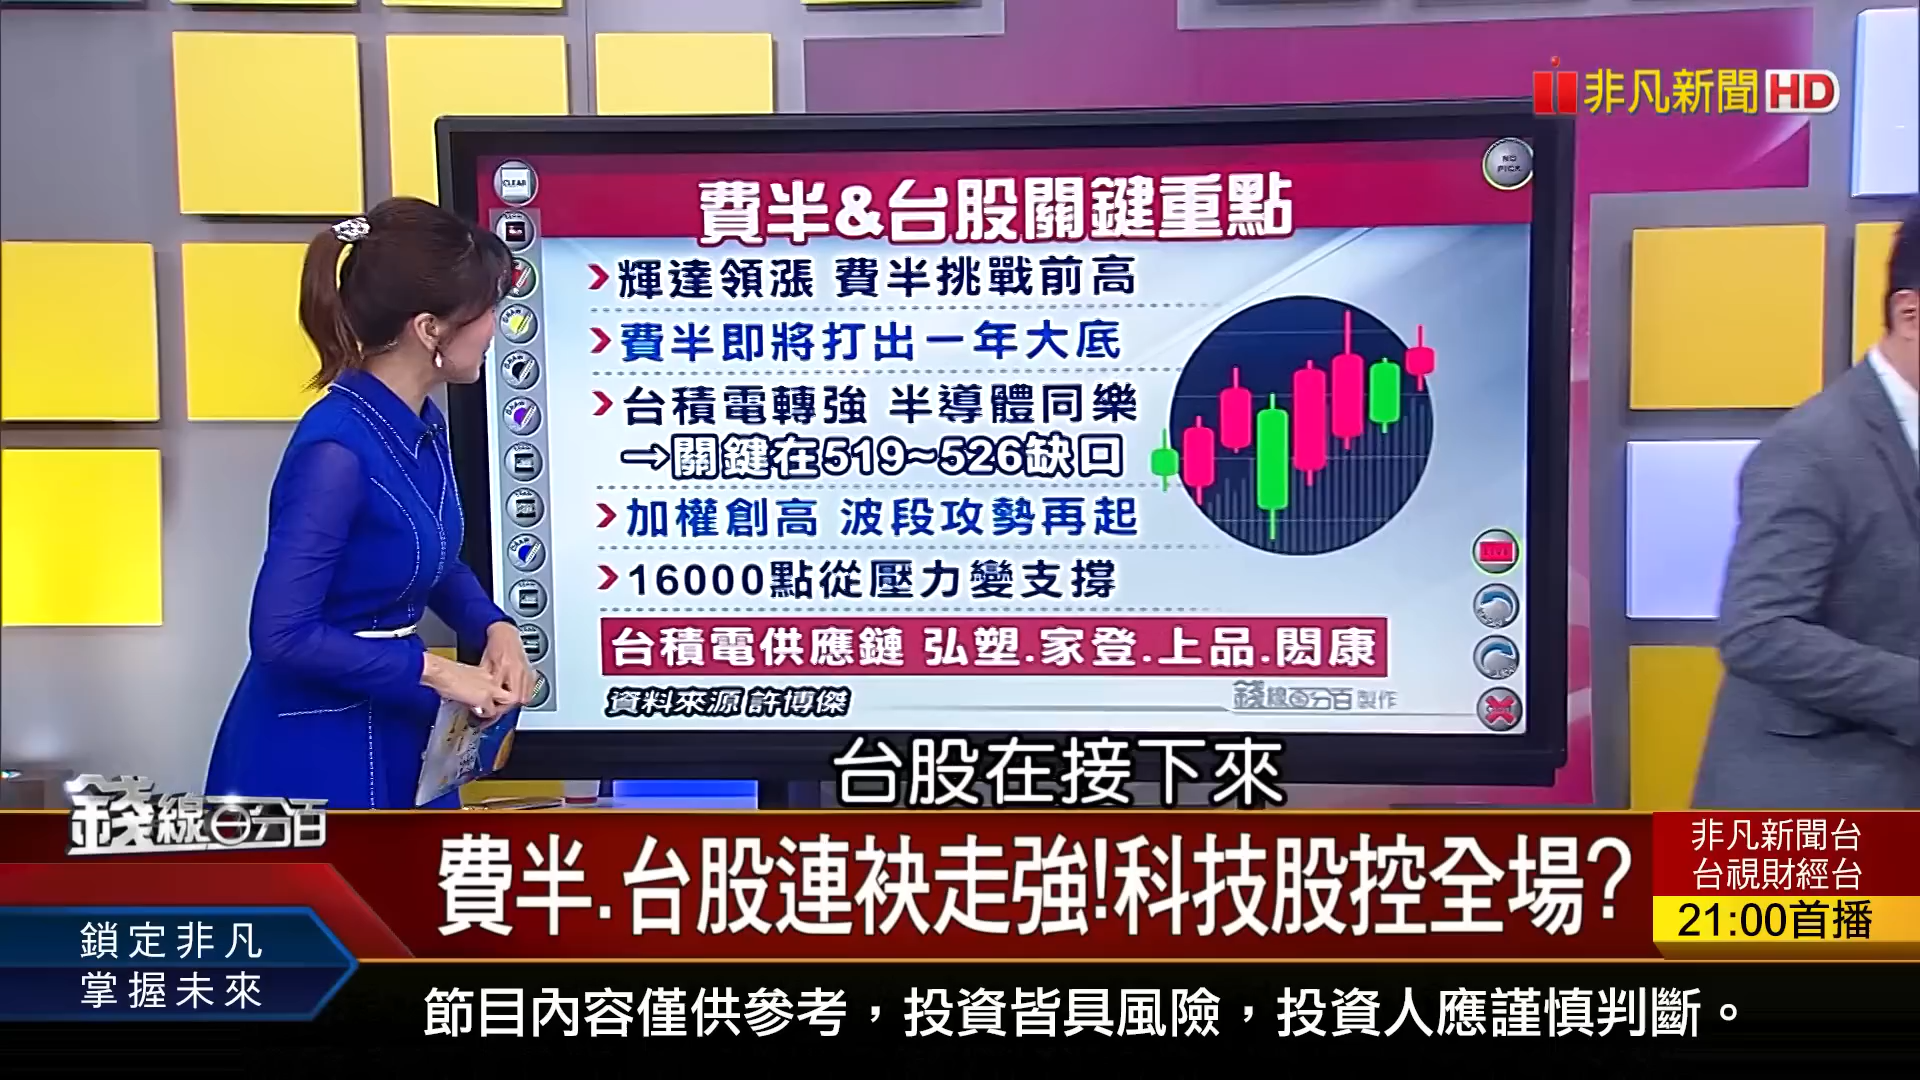 非凡新聞HD
CLEAR
NO PICK
費半&台股關鍵重點
輝達領漲 費半挑戰前高
費半即將打出一年大底
台積電轉強 半導體同樂
→關鍵在519~526缺口
加權創高 波段攻勢再起
LIVE
16000點從壓力變支撐
台積電供應鏈 弘塑.家登.上品.閎康
資料來源 許博傑
錢線百分百 製作
台股在接下來
錢線百分百
費半.台股連袂走強!科技股控全場?
非凡新聞台
台視財經台
21:00首播
鎖定非凡
掌握未來
節目內容僅供參考，投資皆具風險，投資人應謹慎判斷。